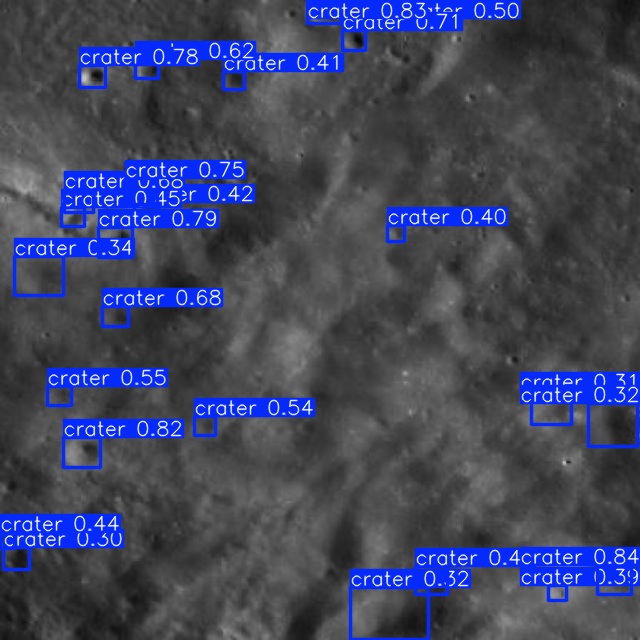 crater 0.83
0.50
crater 0.71
0.62
crater 0.78
crater 0.41
crater 0.75
crater 0.68
0.42
crater 0.45
crater 0.79
crater 0.40
crater 0.34
crater 0.68
crater 0.55
crater 0.31
crater 0.32
crater 0.54
crater 0.82
crater 0.44
crater 0.30
crater 0.84
crater 0.39
crater 0.32